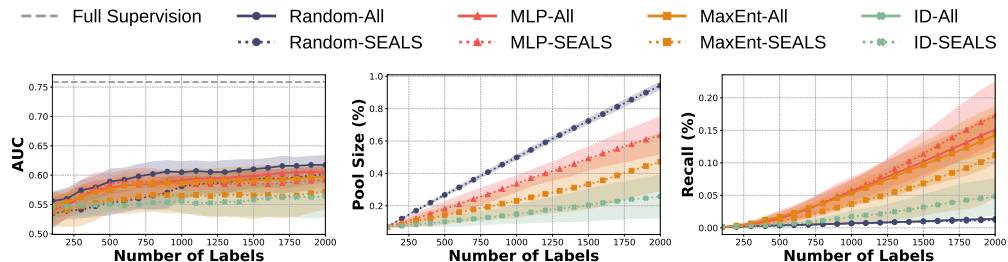 Full Supervision Random-All MLP-All MaxEnt-All ID-All
Random-SEALS MLP-SEALS MaxEnt-SEALS ID-SEALS
AUC
0.75
0.70
0.65
0.60
0.55
0.50
250 500 750 1000 1250 1500 1750 2000
Number of Labels
Pool Size (%)
1.0
0.8
0.6
0.4
0.2
250 500 750 1000 1250 1500 1750 2000
Number of Labels
Recall (%)
0.20
0.15
0.10
0.05
0.00
250 500 750 1000 1250 1500 1750 2000
Number of Labels